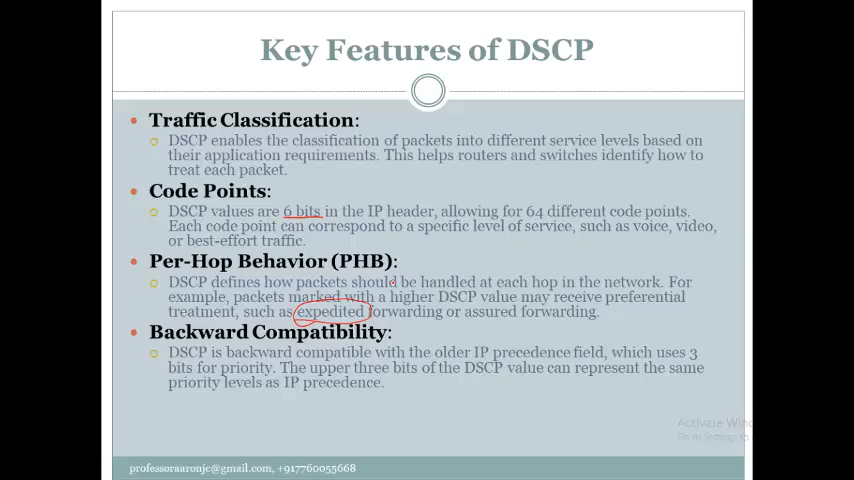 Key Features of DSCP
Traffic Classification:
DSCP enables the classification of packets into different service levels based on
their application requirements. This helps routers and switches identify how to
treat each packet.
Code Points:
DSCP values are 6 bits in the IP header, allowing for 64 different code points.
Each code point can correspond to a specific level of service, such as voice, video,
or best-effort traffic.
Per-Hop Behavior (PHB):
DSCP defines how packets should be handled at each hop in the network. For
example, packets marked with a higher DSCP value may receive preferential
treatment, such as expedited forwarding or assured forwarding.
Backward Compatibility:
DSCP is backward compatible with the older IP precedence field, which uses 3
bits for priority. The upper three bits of the DSCP value can represent the same
priority levels as IP precedence.
Activate Win
Go to Settings to
professoraaronjc@gmail.com, +917760055668